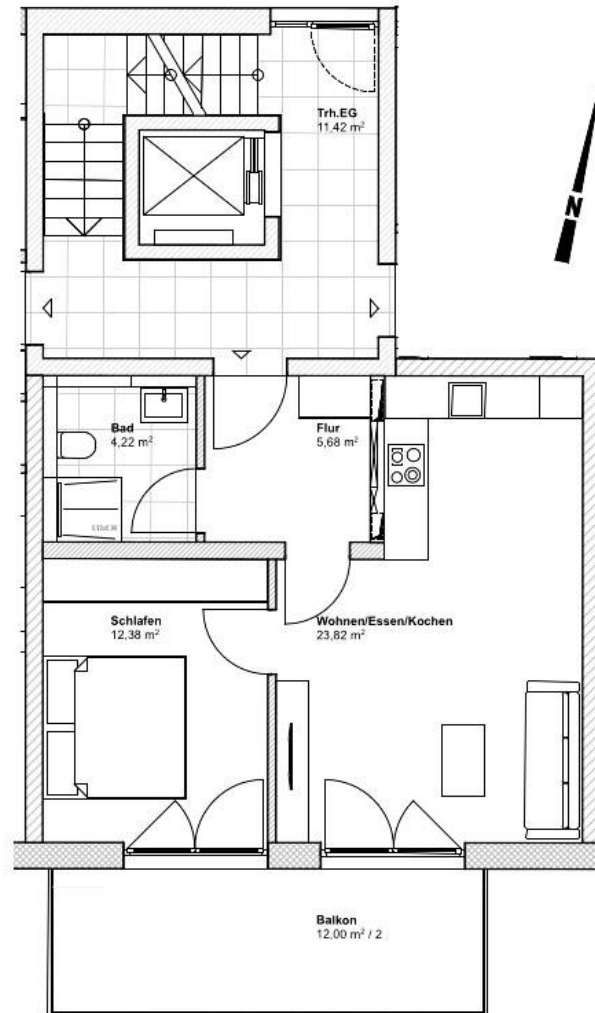 Trh.EG
11,42 m²
N
Bad
4,22 m²
Flur
5,68 m²
Schlafen
12,38 m²
Wohnen/Essen/Kochen
23,82 m²
Balkon
12,00 m² / 2